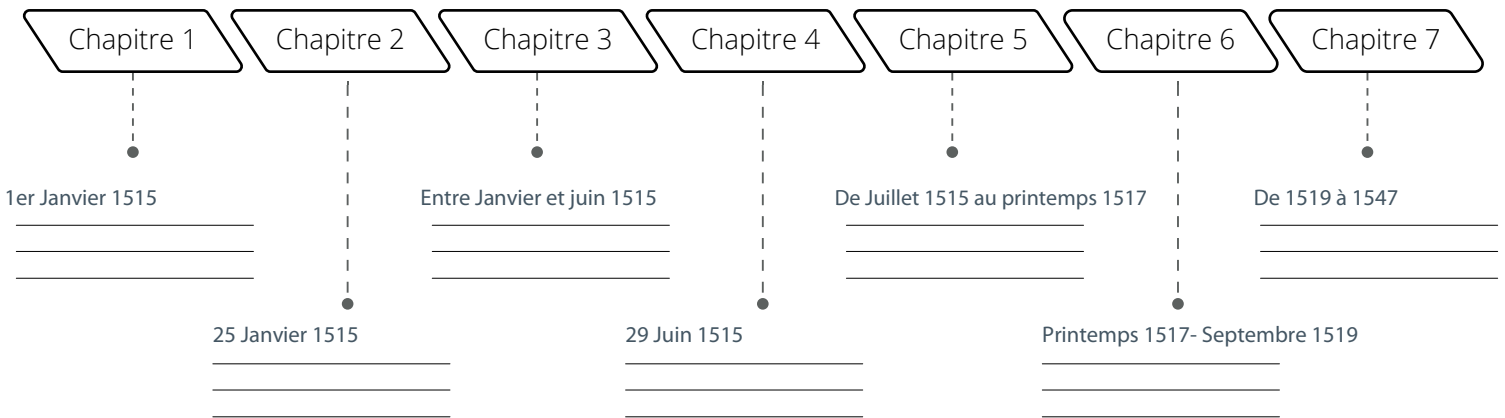 Chapitre 1
Chapitre 2
Chapitre 3
Chapitre 4
Chapitre 5
Chapitre 6
Chapitre 7
1er Janvier 1515
Entre Janvier et juin 1515
De Juillet 1515 au printemps 1517
De 1519 à 1547
25 Janvier 1515
29 Juin 1515
Printemps 1517- Septembre 1519